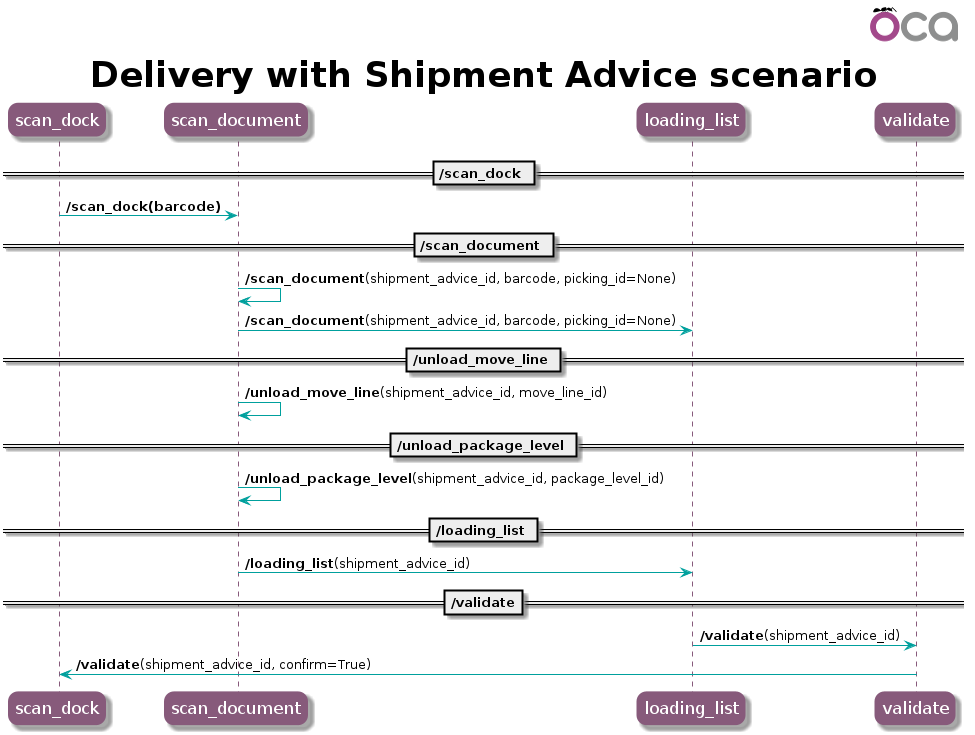 oca
Delivery with Shipment Advice scenario
scan_dock scan_document loading_list validate
/scan_dock
/scan_dock(barcode)
/scan_document
/scan_document(shipment_advice_id, barcode, picking_id=None)
/scan_document(shipment_advice_id, barcode, picking_id=None)
/unload_move_line
/unload_move_line(shipment_advice_id, move_line_id)
/unload_package_level
/unload_package_level(shipment_advice_id, package_level_id)
/loading_list
/loading_list(shipment_advice_id)
/validate
/validate(shipment_advice_id)
/validate(shipment_advice_id, confirm=True)
scan_dock scan_document loading_list validate